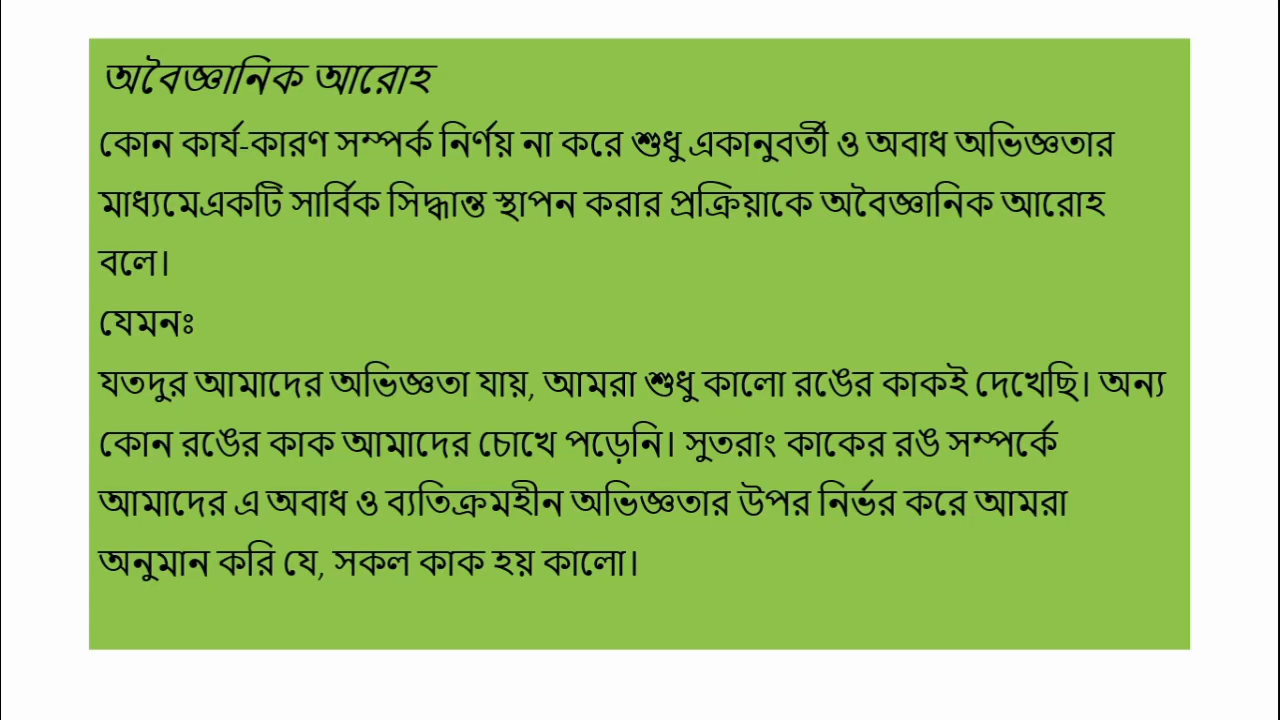 অবৈজ্ঞানিক আরোহ
কোন কার্য-কারণ সম্পর্ক নির্ণয় না করে শুধু একানুবর্তী ও অবাধ অভিজ্ঞতার
মাধ্যমেএকটি সার্বিক সিদ্ধান্ত স্থাপন করার প্রক্রিয়াকে অবৈজ্ঞানিক আরোহ
বলে।
যেমনঃ
যতদুর আমাদের অভিজ্ঞতা যায়, আমরা শুধু কালো রঙের কাকই দেখেছি। অন্য
কোন রঙের কাক আমাদের চোখে পড়েনি। সুতরাং কাকের রঙ সম্পর্কে
আমাদের এ অবাধ ও ব্যতিক্রমহীন অভিজ্ঞতার উপর নির্ভর করে আমরা
অনুমান করি যে, সকল কাক হয় কালো।